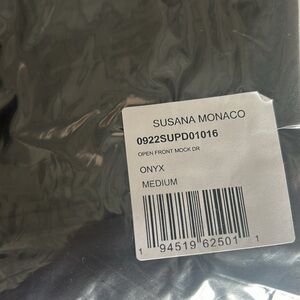 SUSANA MONACO
0922SUPD01016
OPEN FRONT MOCK DR
ONYX
MEDIUM
1 94519 62501 1